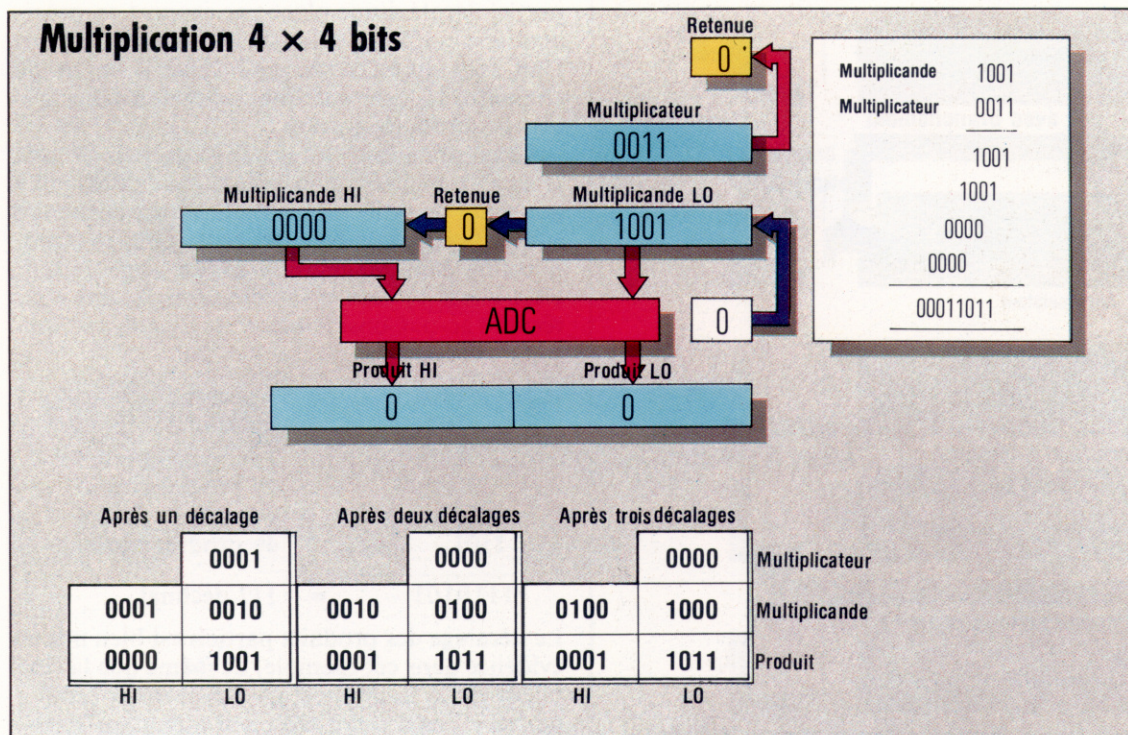 Multiplication 4 × 4 bits
Retenue
0
Multiplicateur
0011
Multiplicande HI
Retenue
Multiplicande LO
0000
0
1001
ADC
0
Produit HI
Produit LO
0
0
Multiplicande 1001
Multiplicateur 0011
1001
1001
0000
0000
00011011
Après un décalage
Après deux décalages
Après trois décalages
0001 0000 0000 Multiplicateur
0001 0010 0010 0100 0100 1000 Multiplicande
0000 1001 0001 1011 0001 1011 Produit
HI LO HI LO HI LO